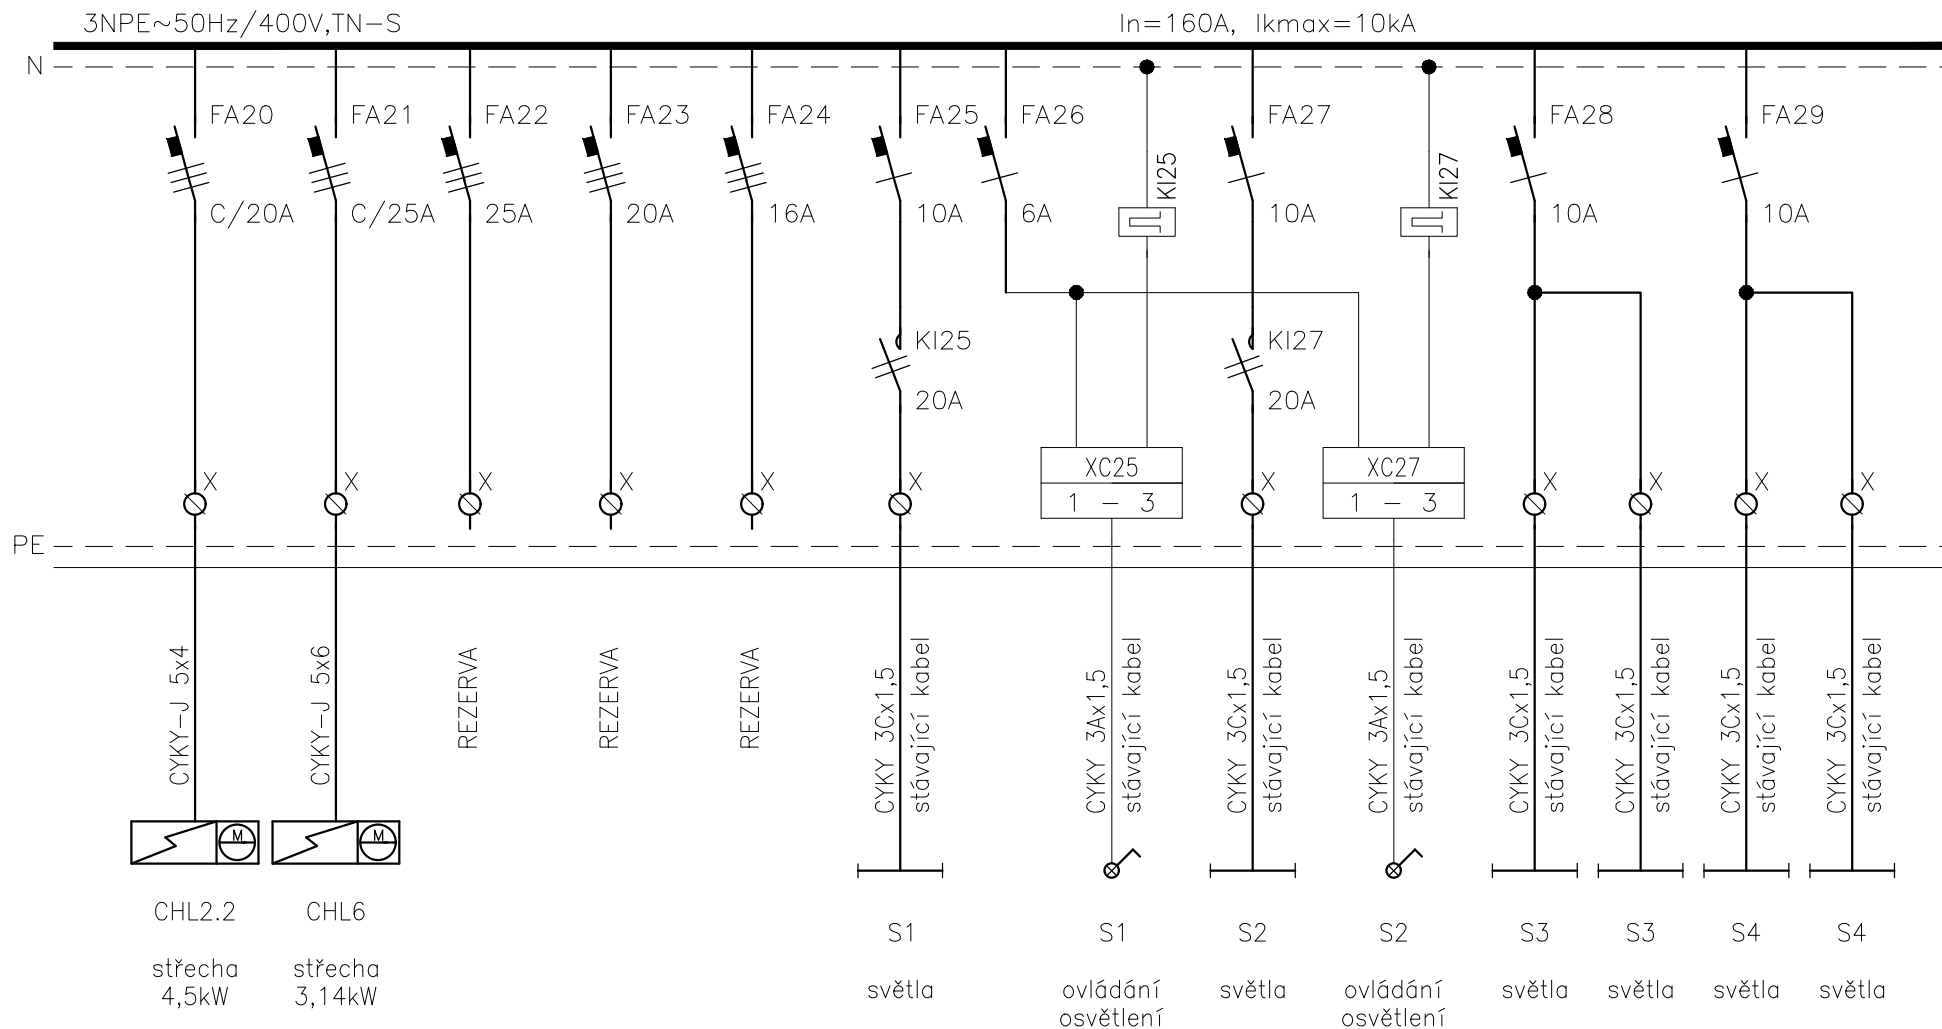 3NPE~50Hz/400V,TN-S
In=160A, Ikmax=10kA
N
FA20
FA21
FA22
FA23
FA24
FA25
FA26
FA27
FA28
FA29
KI25
KI27
C/20A
C/25A
25A
20A
16A
10A
6A
10A
10A
10A
KI25
KI27
20A
20A
XC25
XC27
X
X
X
X
X
X
X
X
X
X
X
1 - 3
1 - 3
PE
CYKY-J 5x4
CYKY-J 5x6
REZERVA
REZERVA
REZERVA
CYKY 3Cx1,5
stávající kabel
CYKY 3Ax1,5
stávající kabel
CYKY 3Cx1,5
stávající kabel
CYKY 3Ax1,5
stávající kabel
CYKY 3Cx1,5
stávající kabel
CYKY 3Cx1,5
stávající kabel
CYKY 3Cx1,5
stávající kabel
CYKY 3Cx1,5
stávající kabel
M
M
CHL2.2
CHL6
S1
S1
S2
S2
S3
S3
S4
S4
střecha
4,5kW
střecha
3,14kW
světla
ovládání
osvětlení
světla
ovládání
osvětlení
světla
světla
světla
světla